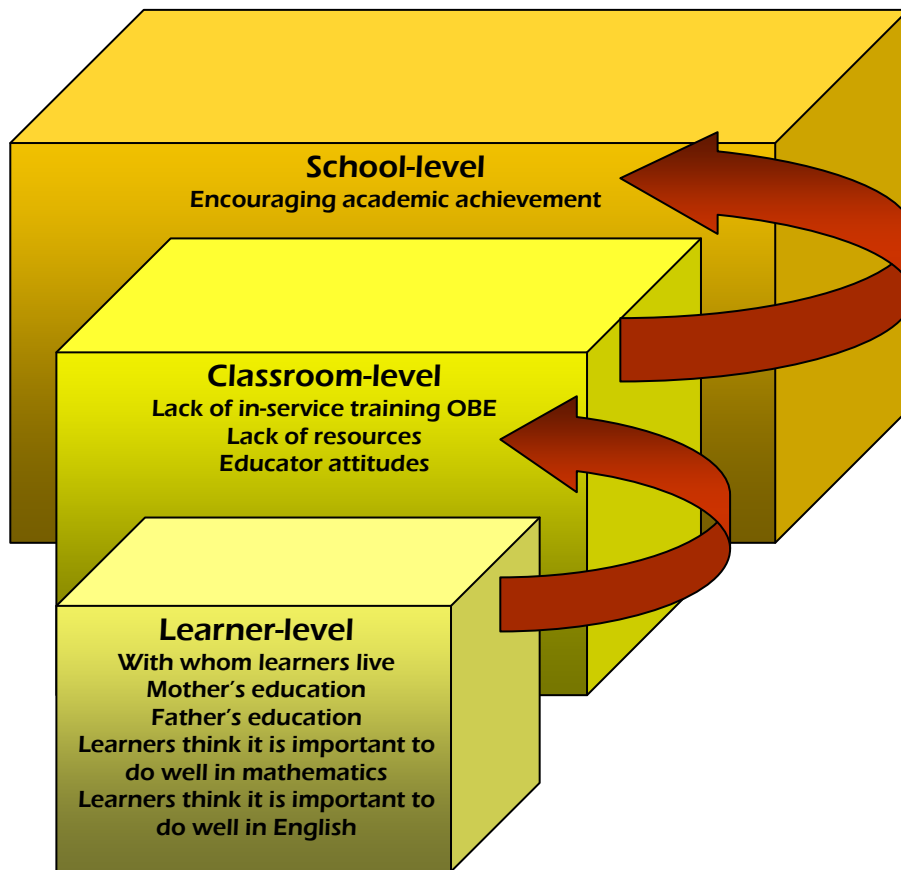 School-level
Encouraging academic achievement
Classroom-level
Lack of in-service training OBE
Lack of resources
Educator attitudes
Learner-level
With whom learners live
Mother's education
Father's education
Learners think it is important to
do well in mathematics
Learners think it is important to
do well in English